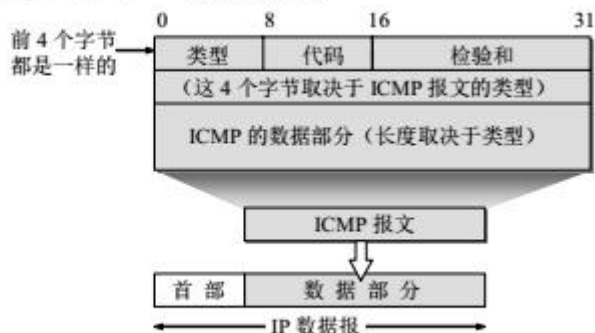 0 8 16 31
前 4 个字节
都是一样的
类型 代码 检验和
（这 4 个字节取决于 ICMP 报文的类型）
ICMP 的数据部分（长度取决于类型）
ICMP 报文
首 部 数 据 部 分
IP 数据报